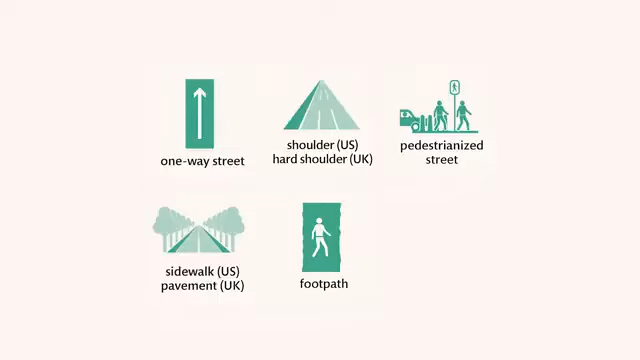 one-way street
shoulder (US)
hard shoulder (UK)
pedestrianized
street
sidewalk (US)
pavement (UK)
footpath